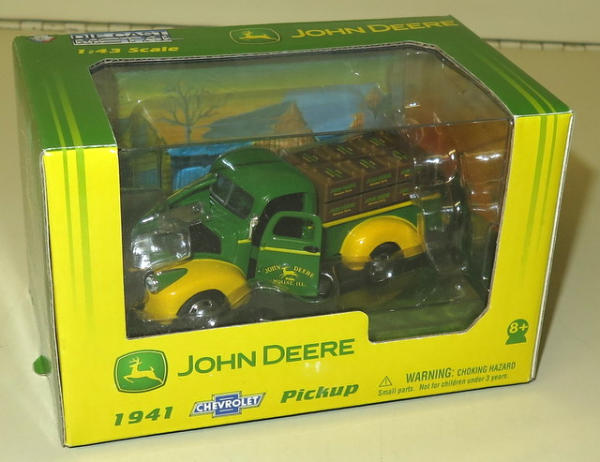 JOHN DEERE
DIE-CAST
1:43 Scale
JOHN DEERE
MOLINE, ILL.
8+
JOHN DEERE
WARNING: CHOKING HAZARD
Small parts. Not for children under 3 years.
1941 CHEVROLET Pickup